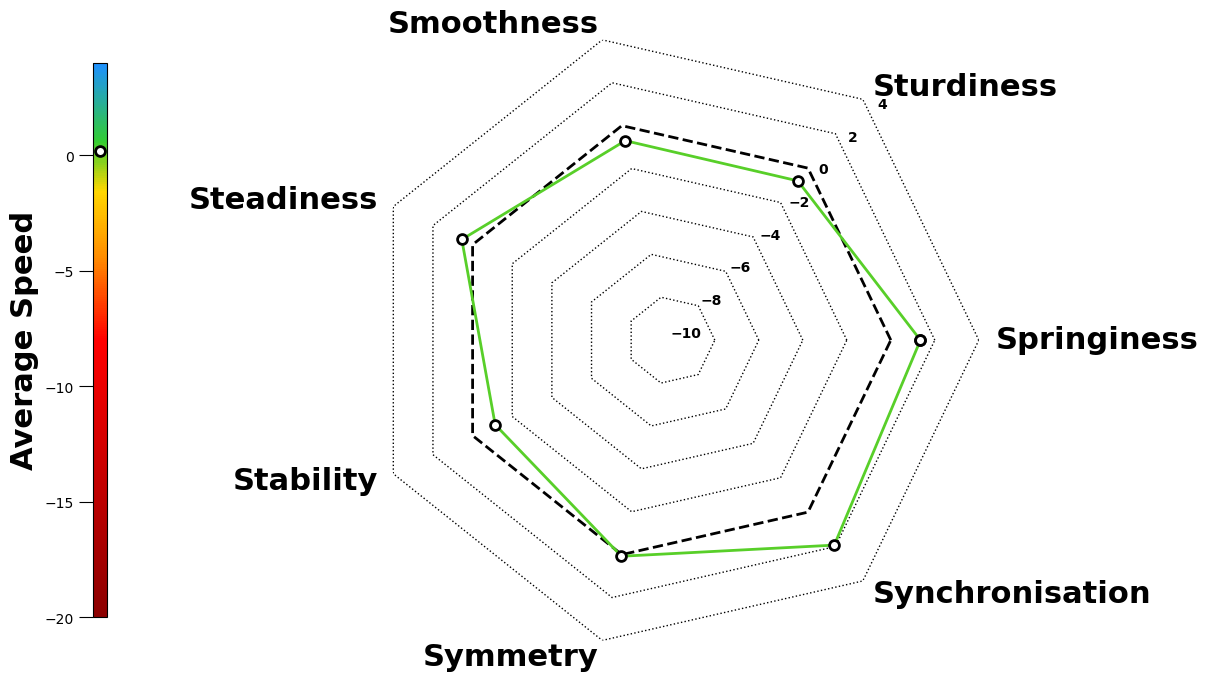 Smoothness
Sturdiness
4
2
0
−2
−4
−6
−8
−10
Steadiness
Springiness
Stability
Synchronisation
Symmetry
Average Speed
0
−5
−10
−15
−20